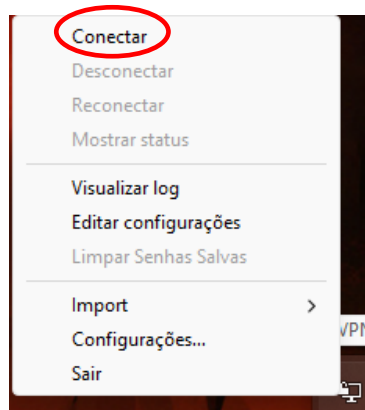 Conectar
Desconectar
Reconectar
Mostrar status
Visualizar log
Editar configurações
Limpar Senhas Salvas
Import
Configurações...
Sair